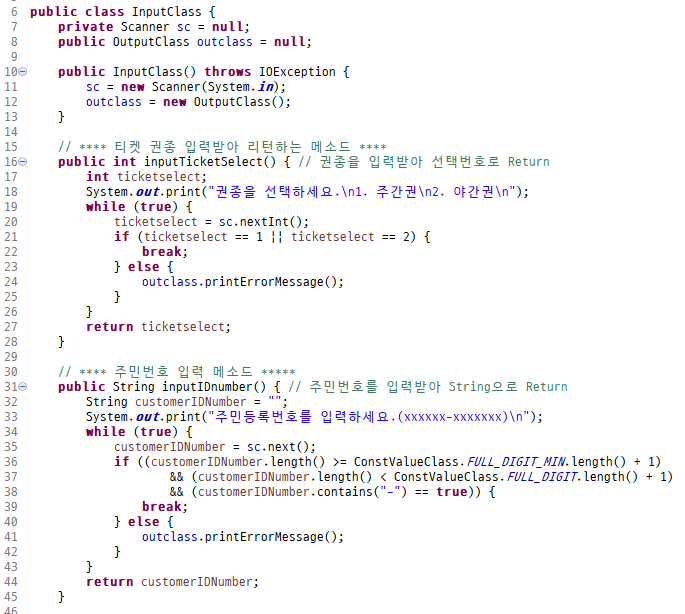 6 public class InputClass {
7     private Scanner sc = null;
8     public OutputClass outclass = null;
9
10     public InputClass() throws IOException {
11         sc = new Scanner(System.in);
12         outclass = new OutputClass();
13     }
14
15     // **** 티켓 권종 입력받아 리턴하는 메소드 ****
16     public int inputTicketSelect() { // 권종을 입력받아 선택번호로 Return
17         int ticketselect;
18         System.out.print("권종을 선택하세요.\n1. 주간권\n2. 야간권\n");
19         while (true) {
20             ticketselect = sc.nextInt();
21             if (ticketselect == 1 || ticketselect == 2) {
22                 break;
23             } else {
24                 outclass.printErrorMessage();
25             }
26         }
27         return ticketselect;
28     }
29
30     // **** 주민번호 입력 메소드 *****
31     public String inputIDnumber() { // 주민번호를 입력받아 String으로 Return
32         String customerIDNumber = "";
33         System.out.print("주민등록번호를 입력하세요.(xxxxxx-xxxxxxx)\n");
34         while (true) {
35             customerIDNumber = sc.next();
36             if ((customerIDNumber.length() >= ConstValueClass.FULL_DIGIT_MIN.length() + 1)
37                     && (customerIDNumber.length() < ConstValueClass.FULL_DIGIT.length() + 1)
38                     && (customerIDNumber.contains("-") == true)) {
39                 break;
40             } else {
41                 outclass.printErrorMessage();
42             }
43         }
44         return customerIDNumber;
45     }
46